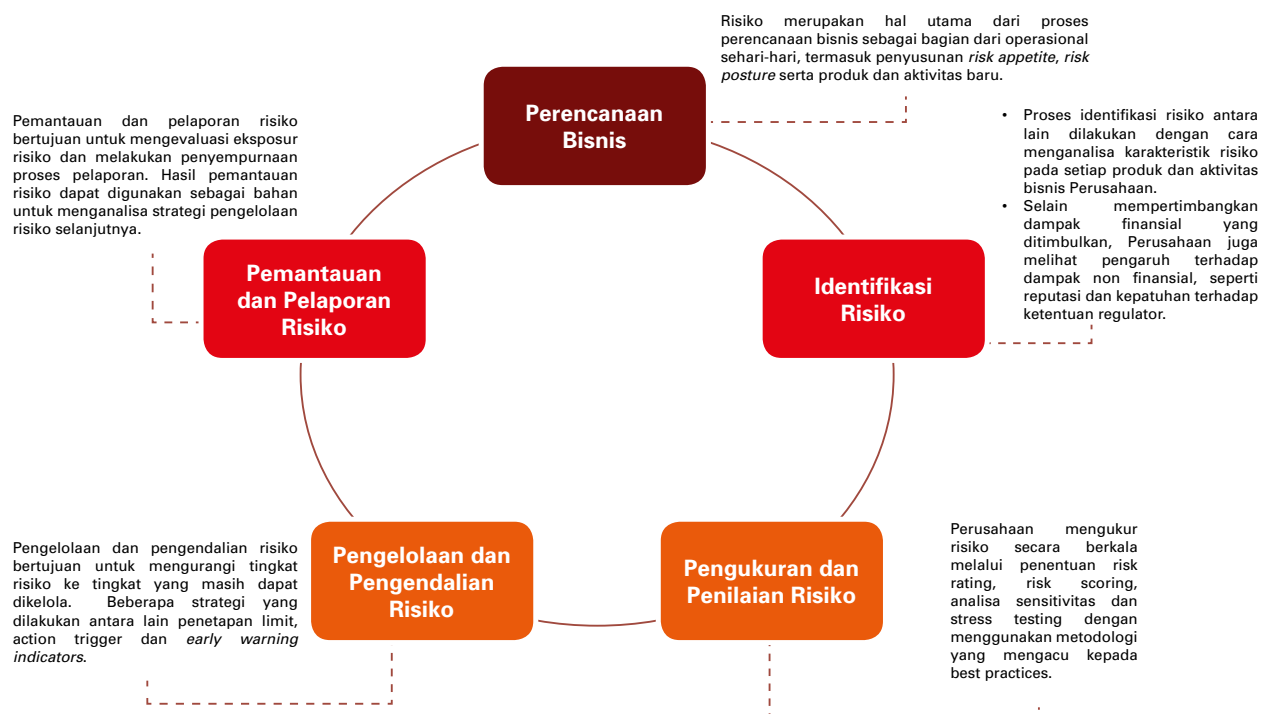 Risiko merupakan hal utama dari proses
perencanaan bisnis sebagai bagian dari operasional
sehari-hari, termasuk penyusunan risk appetite, risk
posture serta produk dan aktivitas baru.
Perencanaan
Bisnis
• Proses identifikasi risiko antara
lain dilakukan dengan cara
menganalisa karakteristik risiko
pada setiap produk dan aktivitas
bisnis Perusahaan.
• Selain mempertimbangkan
dampak finansial yang
ditimbulkan, Perusahaan juga
melihat pengaruh terhadap
dampak non finansial, seperti
reputasi dan kepatuhan terhadap
ketentuan regulator.
Identifikasi
Risiko
Pemantauan dan pelaporan risiko
bertujuan untuk mengevaluasi eksposur
risiko dan melakukan penyempurnaan
proses pelaporan. Hasil pemantauan
risiko dapat digunakan sebagai bahan
untuk menganalisa strategi pengelolaan
risiko selanjutnya.
Pemantauan
dan Pelaporan
Risiko
Perusahaan mengukur
risiko secara berkala
melalui penentuan risk
rating, risk scoring,
analisa sensitivitas dan
stress testing dengan
menggunakan metodologi
yang mengacu kepada
best practices.
Pengukuran dan
Penilaian Risiko
Pengelolaan dan
Pengendalian
Risiko
Pengelolaan dan pengendalian risiko
bertujuan untuk mengurangi tingkat
risiko ke tingkat yang masih dapat
dikelola. Beberapa strategi yang
dilakukan antara lain penetapan limit,
action trigger dan early warning
indicators.